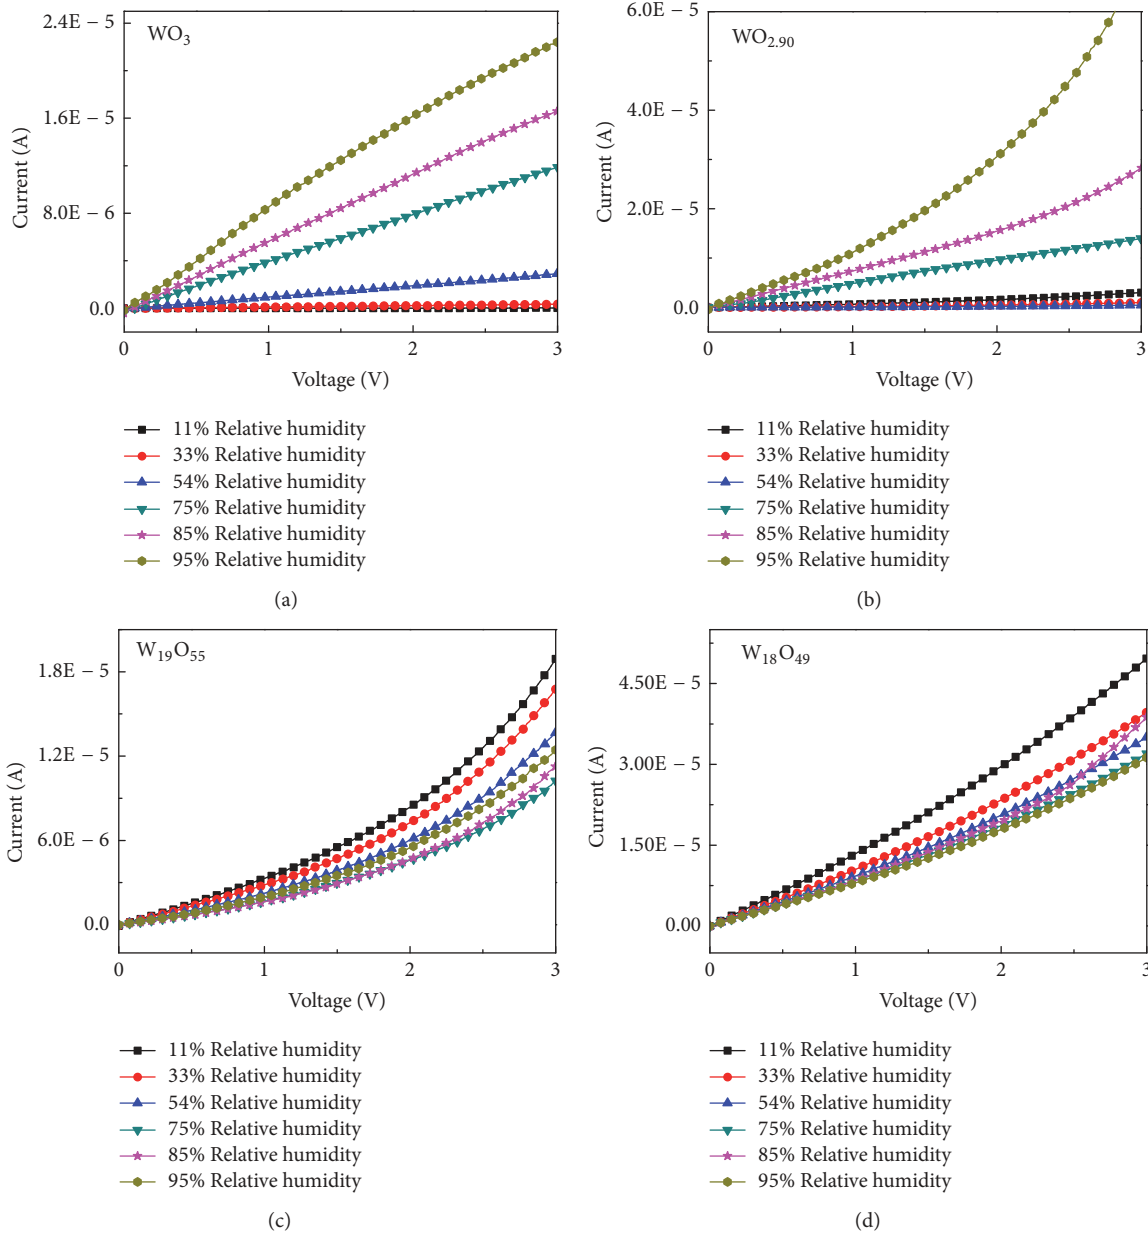 WO3
Current (A)
2.4E − 5
1.6E − 5
8.0E − 6
0.0
0 1 2 3
Voltage (V)
11% Relative humidity
33% Relative humidity
54% Relative humidity
75% Relative humidity
85% Relative humidity
95% Relative humidity
(a)
WO2.90
Current (A)
6.0E − 5
4.0E − 5
2.0E − 5
0.0
0 1 2 3
Voltage (V)
11% Relative humidity
33% Relative humidity
54% Relative humidity
75% Relative humidity
85% Relative humidity
95% Relative humidity
(b)
W19O55
Current (A)
1.8E − 5
1.2E − 5
6.0E − 6
0.0
0 1 2 3
Voltage (V)
11% Relative humidity
33% Relative humidity
54% Relative humidity
75% Relative humidity
85% Relative humidity
95% Relative humidity
(c)
W18O49
Current (A)
4.50E − 5
3.00E − 5
1.50E − 5
0.00
0 1 2 3
Voltage (V)
11% Relative humidity
33% Relative humidity
54% Relative humidity
75% Relative humidity
85% Relative humidity
95% Relative humidity
(d)